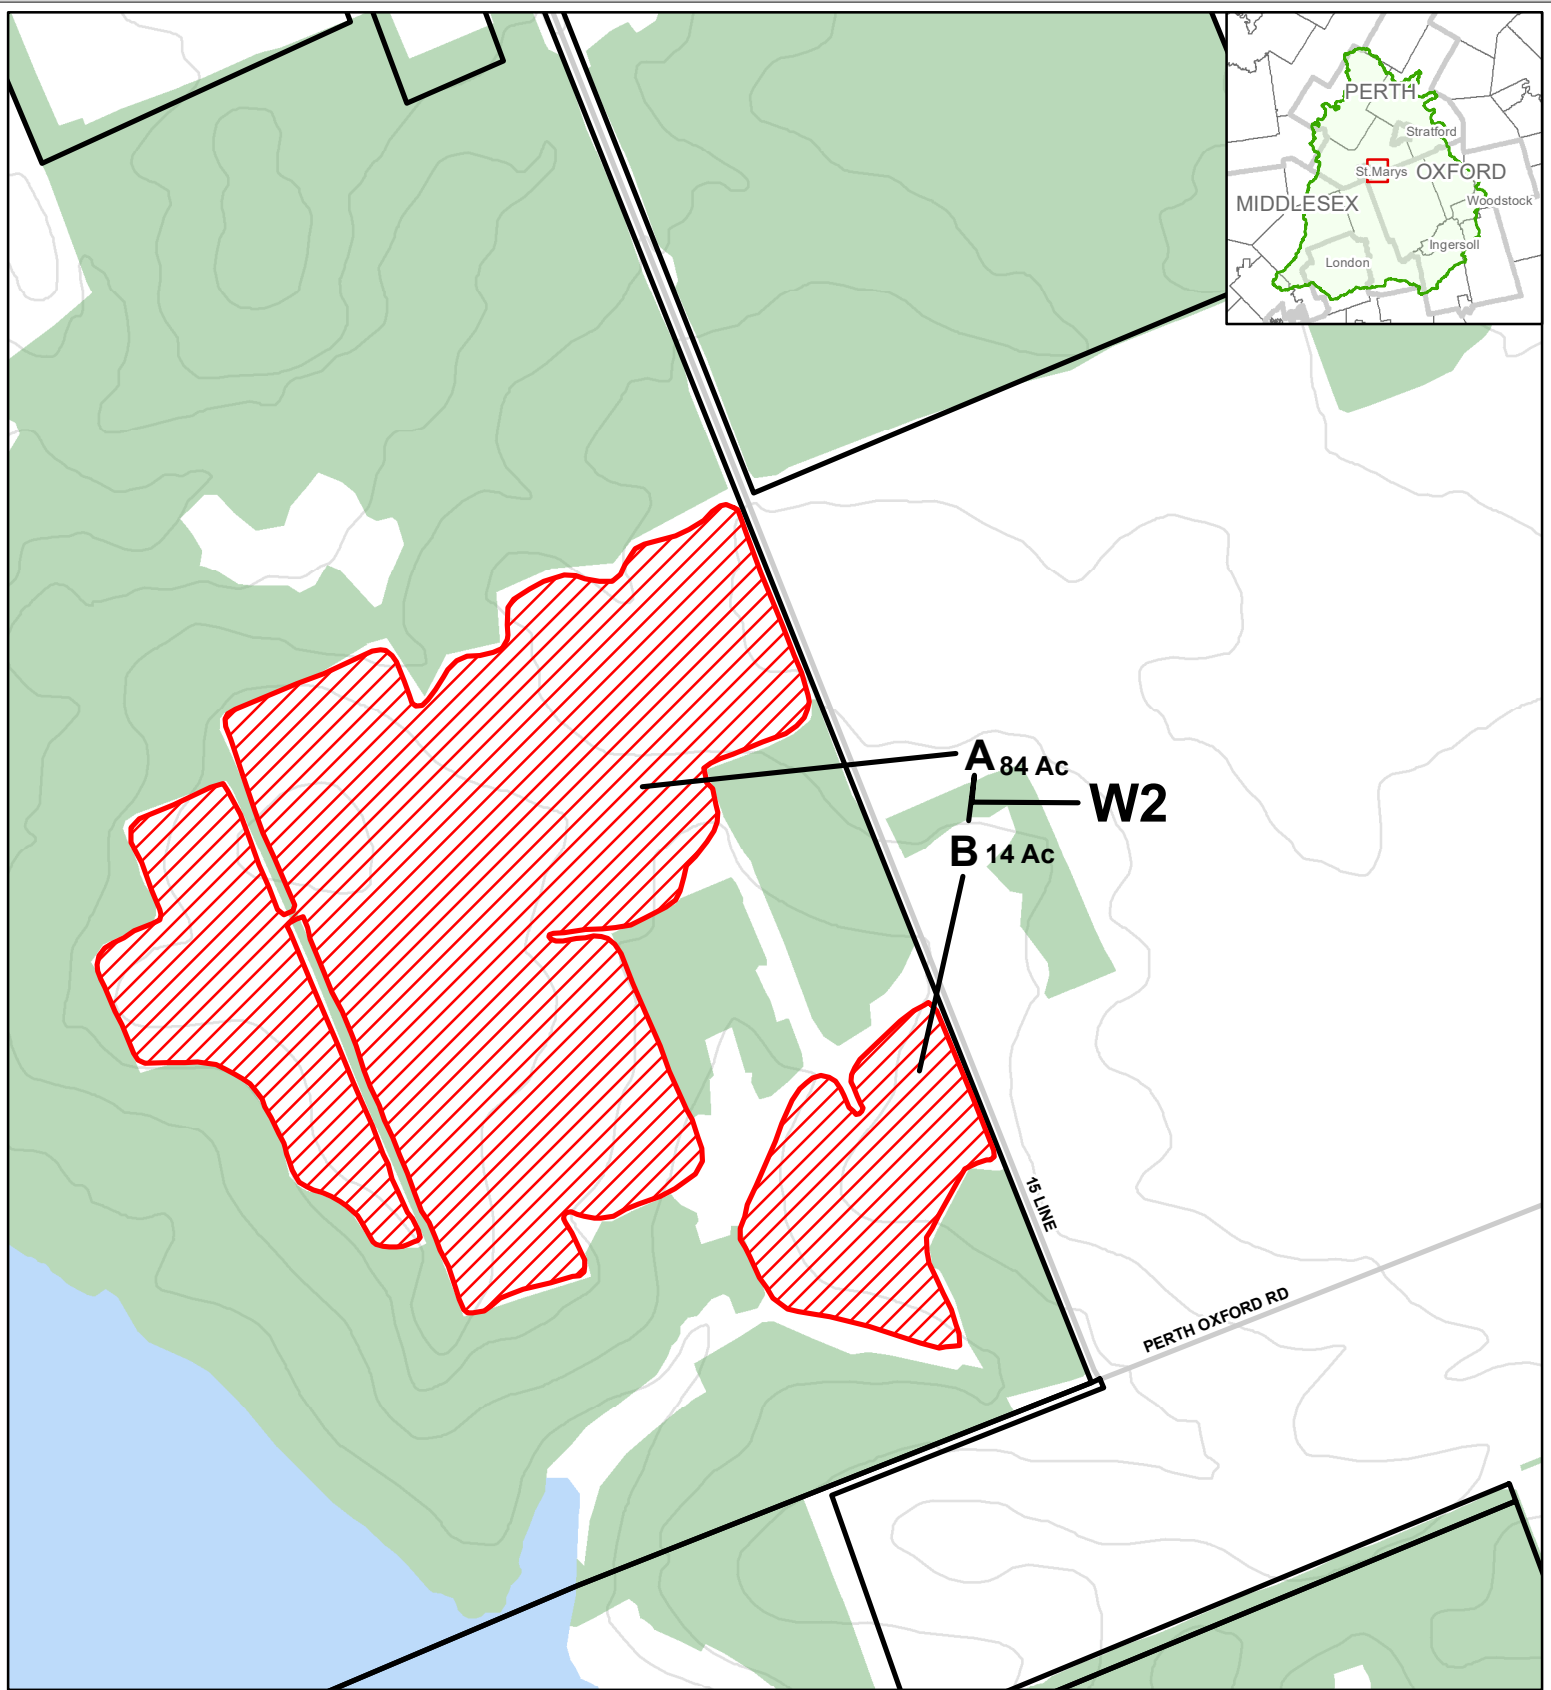 PERTH
Stratford
St.Marys
OXFORD
MIDDLESEX
Woodstock
Ingersoll
London
A 84 Ac
W2
B 14 Ac
15 LINE
PERTH OXFORD RD